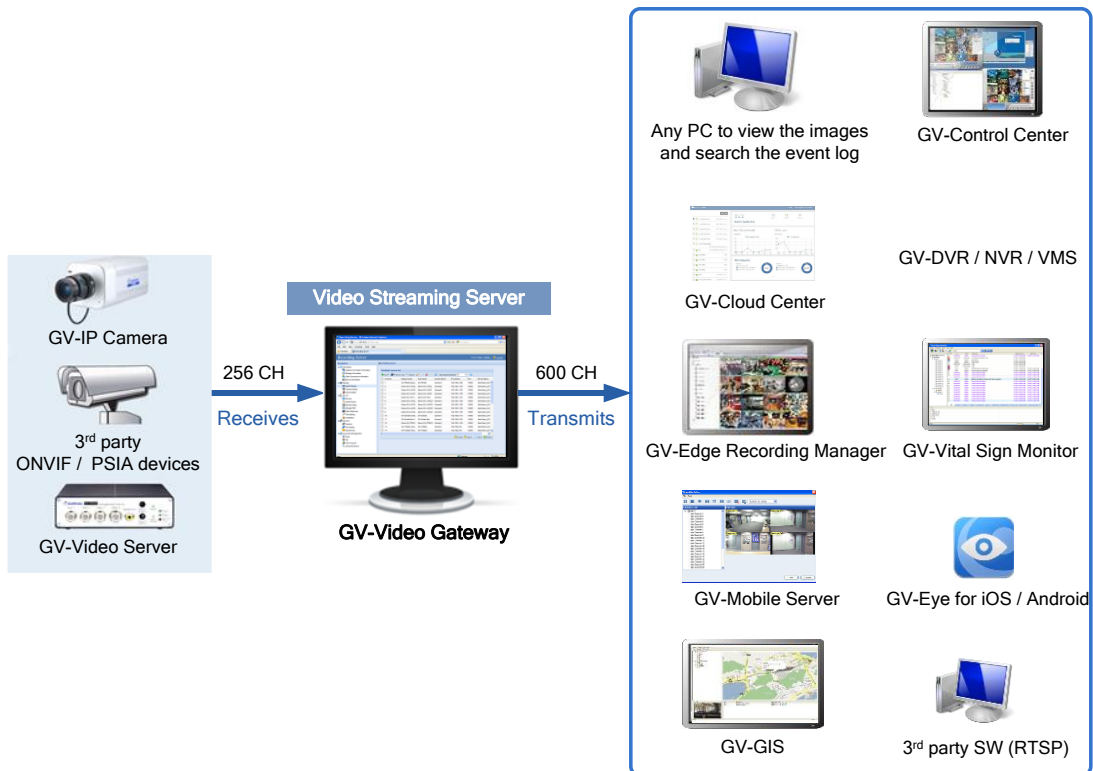 GV-IP Camera
3rd party
ONVIF / PSIA devices
GV-Video Server
256 CH
Receives
Video Streaming Server
GV-Video Gateway
600 CH
Transmits
Any PC to view the images
and search the event log
GV-Control Center
GV-Cloud Center
GV-DVR / NVR / VMS
GV-Edge Recording Manager
GV-Vital Sign Monitor
GV-Mobile Server
GV-Eye for iOS / Android
GV-GIS
3rd party SW (RTSP)